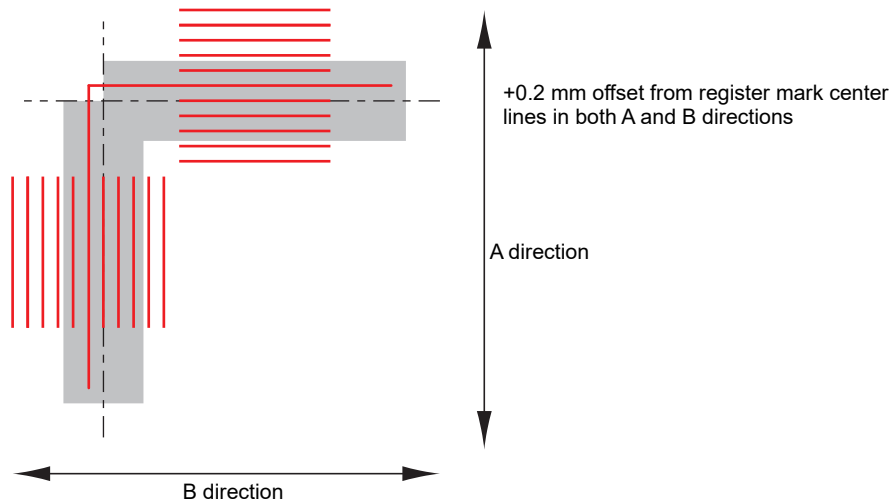 +0.2 mm offset from register mark center
lines in both A and B directions
A direction
B direction